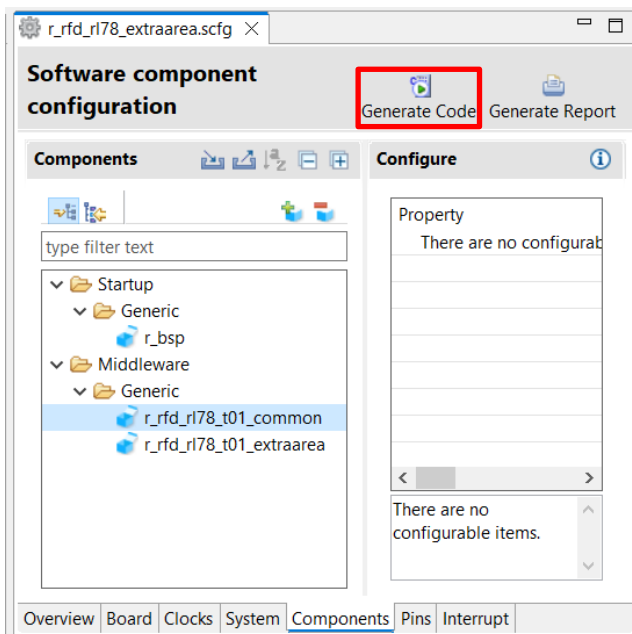 r_rfd_rl78_extraarea.scfg
Software component
configuration
Generate Code
Generate Report
Components
Configure
type filter text
Startup
Generic
r_bsp
Middleware
Generic
r_rfd_rl78_t01_common
r_rfd_rl78_t01_extraarea
Property
There are no configurab
There are no
configurable items.
Overview Board Clocks System Components Pins Interrupt